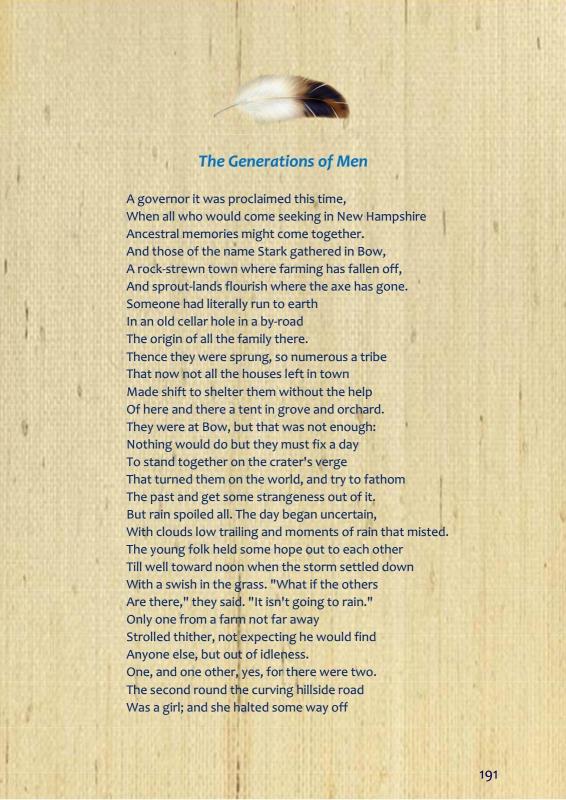 The Generations of Men
A governor it was proclaimed this time,
When all who would come seeking in New Hampshire
Ancestral memories might come together.
And those of the name Stark gathered in Bow,
A rock-strewn town where farming has fallen off,
And sprout-lands flourish where the axe has gone.
Someone had literally run to earth
In an old cellar hole in a by-road
The origin of all the family there.
Thence they were sprung, so numerous a tribe
That now not all the houses left in town
Made shift to shelter them without the help
Of here and there a tent in grove and orchard.
They were at Bow, but that was not enough:
Nothing would do but they must fix a day
To stand together on the crater's verge
That turned them on the world, and try to fathom
The past and get some strangeness out of it.
But rain spoiled all. The day began uncertain,
With clouds low trailing and moments of rain that misted.
The young folk held some hope out to each other
Till well toward noon when the storm settled down
With a swish in the grass. "What if the others
Are there," they said. "It isn't going to rain."
Only one from a farm not far away
Strolled thither, not expecting he would find
Anyone else, but out of idleness.
One, and one other, yes, for there were two.
The second round the curving hillside road
Was a girl; and she halted some way off
191